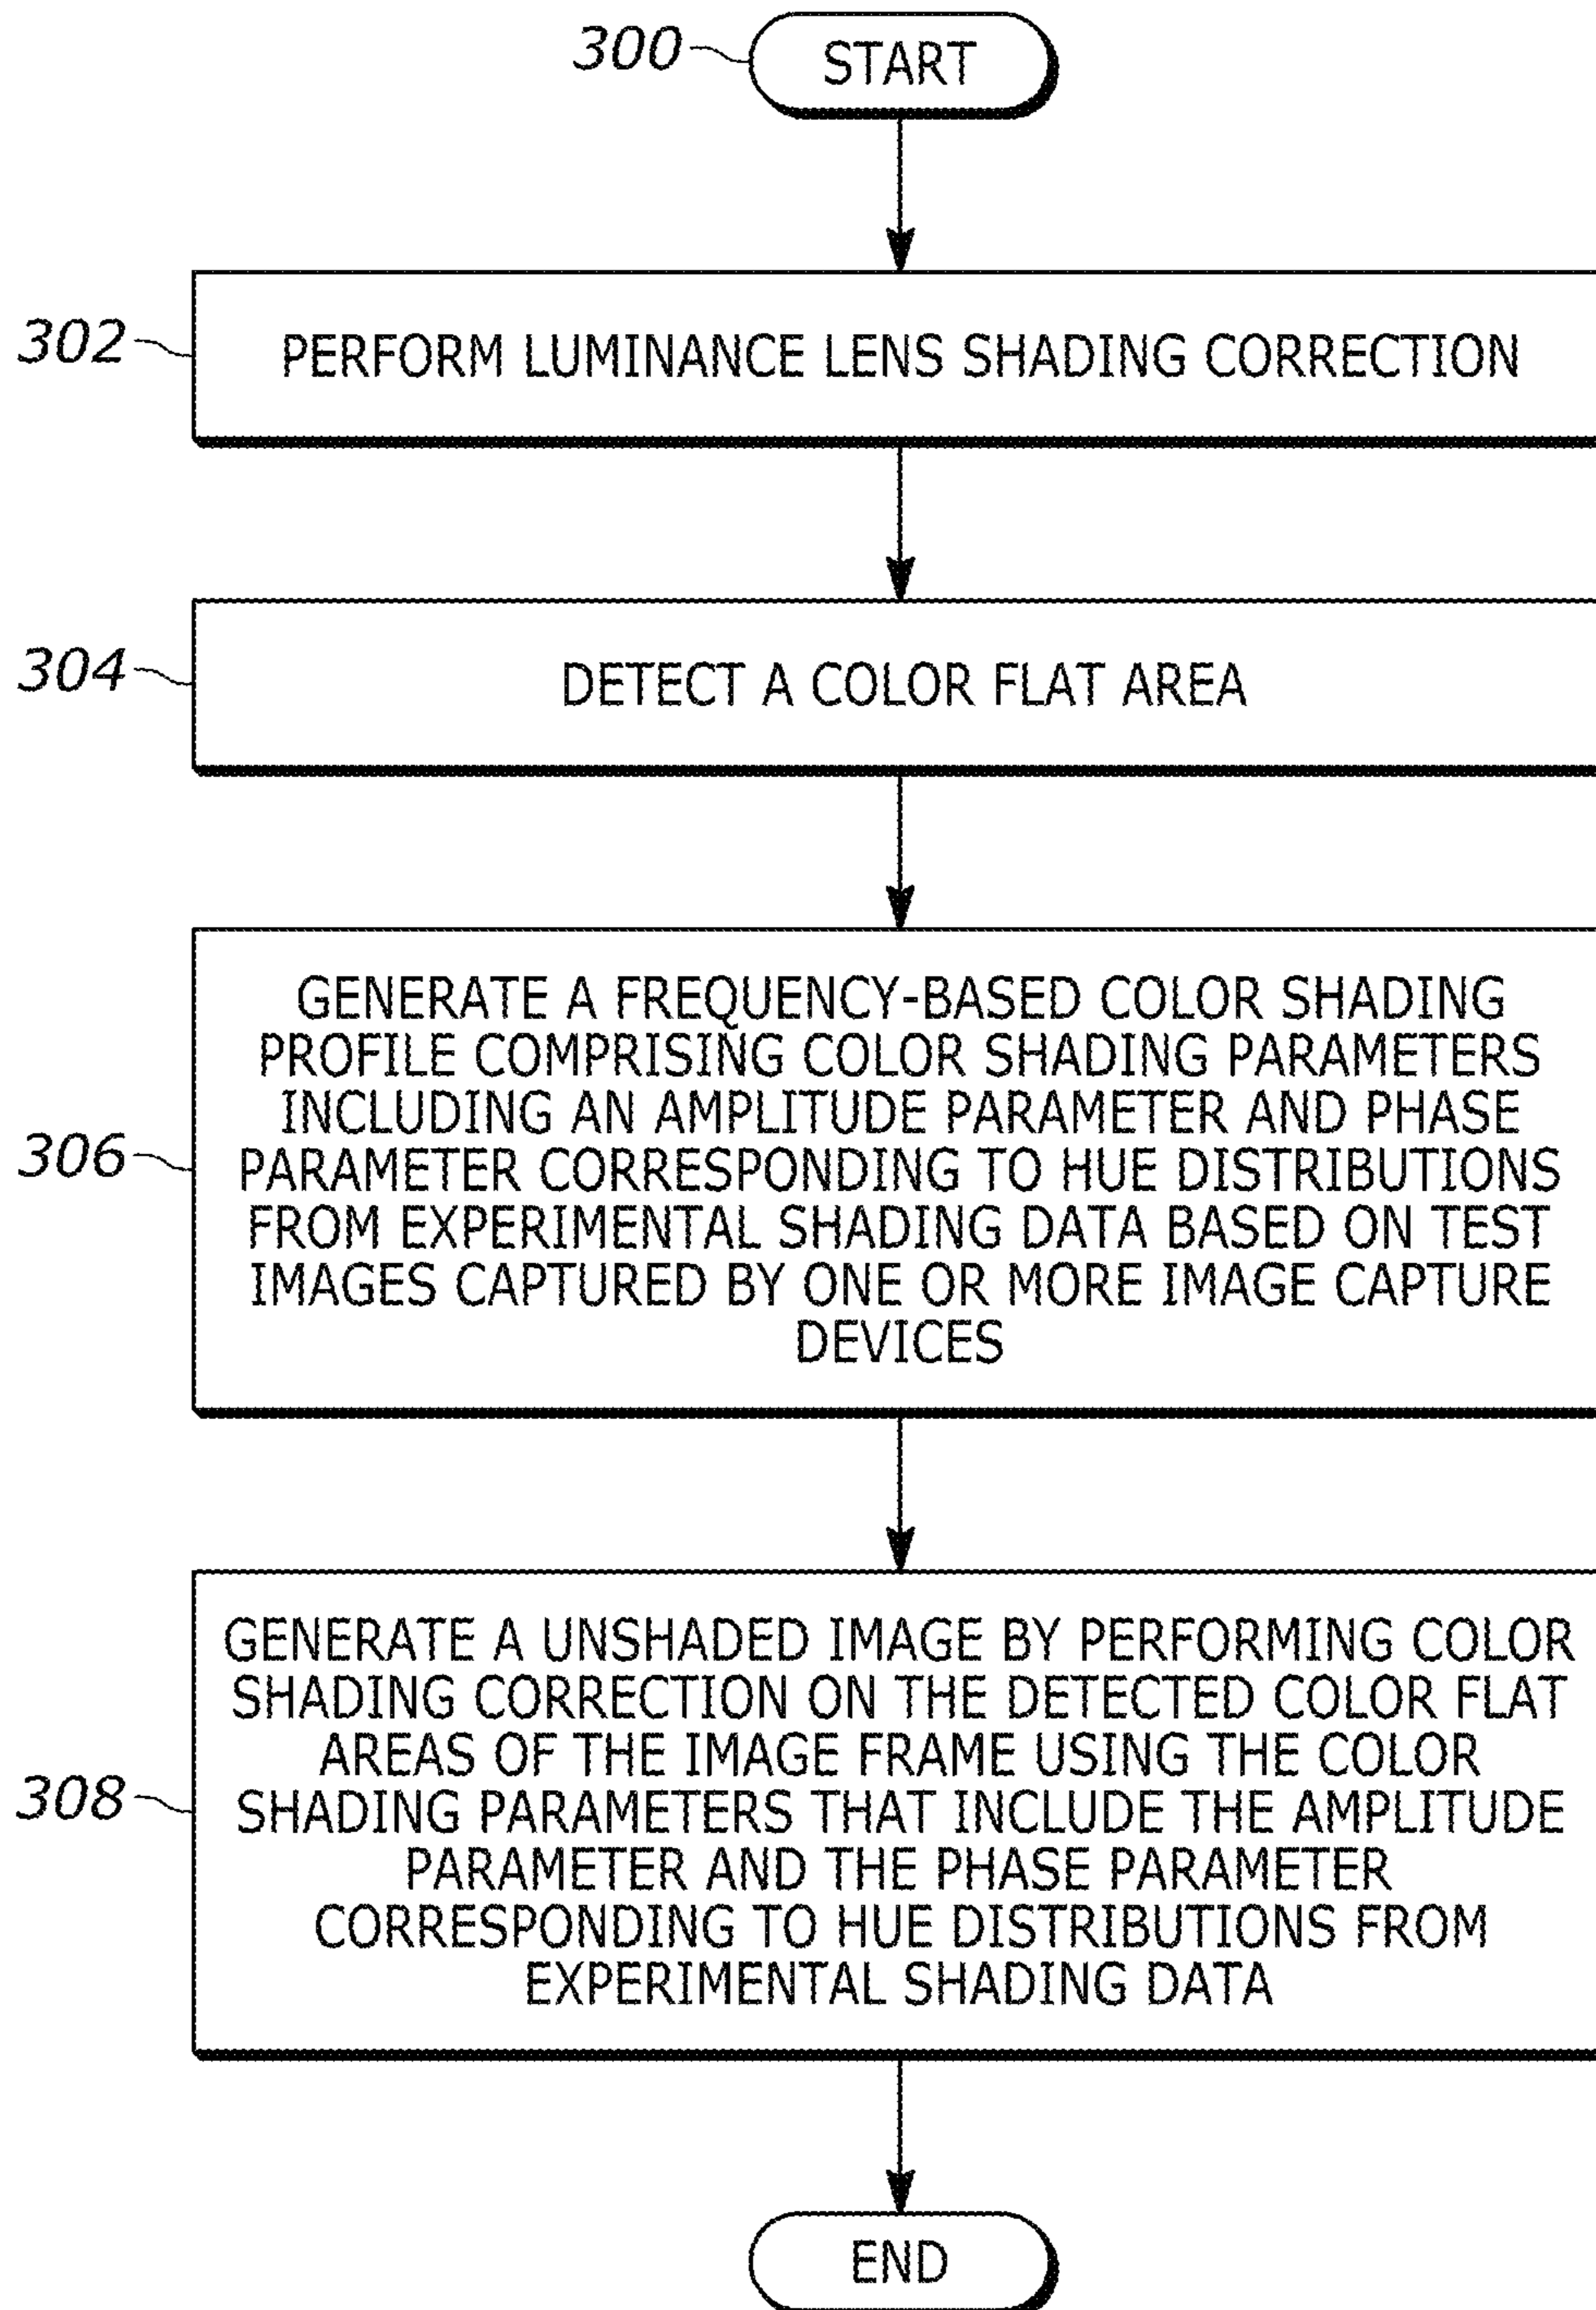 300 START
302 PERFORM LUMINANCE LENS SHADING CORRECTION
304 DETECT A COLOR FLAT AREA
GENERATE A FREQUENCY-BASED COLOR SHADING
PROFILE COMPRISING COLOR SHADING PARAMETERS
INCLUDING AN AMPLITUDE PARAMETER AND PHASE
306 PARAMETER CORRESPONDING TO HUE DISTRIBUTIONS
FROM EXPERIMENTAL SHADING DATA BASED ON TEST
IMAGES CAPTURED BY ONE OR MORE IMAGE CAPTURE
DEVICES
GENERATE A UNSHADED IMAGE BY PERFORMING COLOR
SHADING CORRECTION ON THE DETECTED COLOR FLAT
AREAS OF THE IMAGE FRAME USING THE COLOR
308 SHADING PARAMETERS THAT INCLUDE THE AMPLITUDE
PARAMETER AND THE PHASE PARAMETER
CORRESPONDING TO HUE DISTRIBUTIONS FROM
EXPERIMENTAL SHADING DATA
END